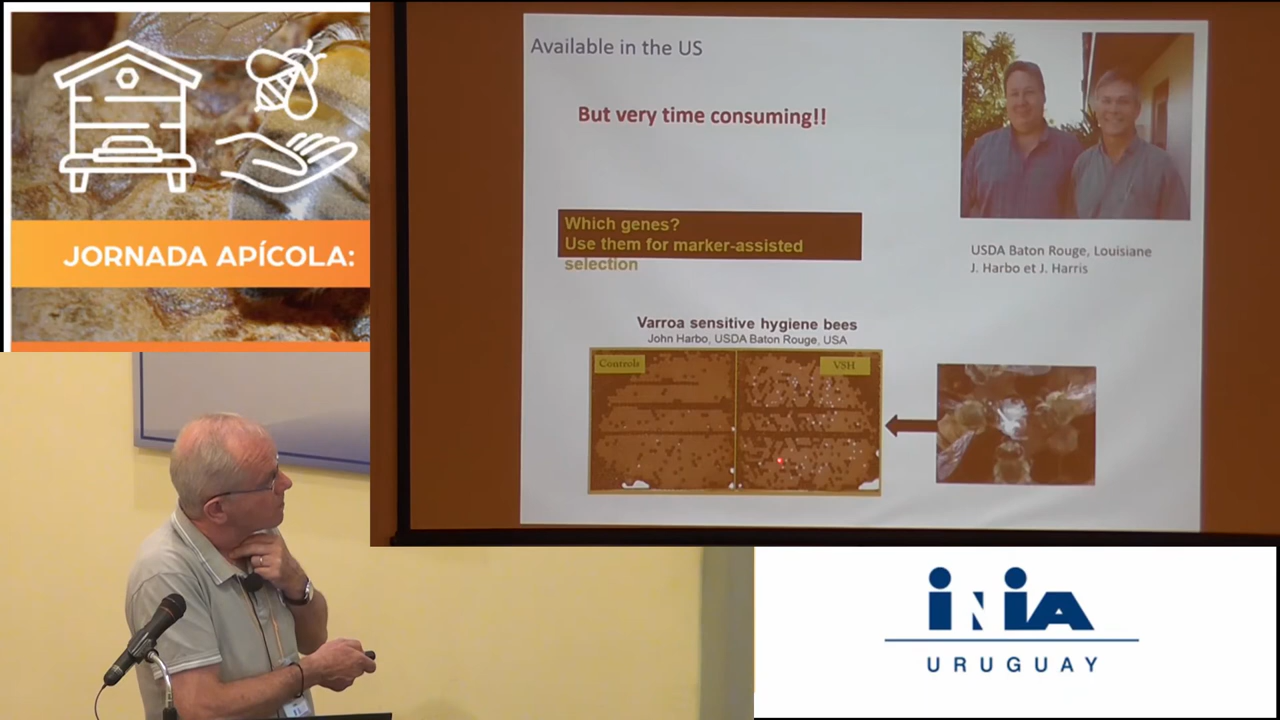 JORNADA APÍCOLA:
Available in the US
But very time consuming!!
Which genes?
Use them for marker-assisted
selection
USDA Baton Rouge, Louisiane
J. Harbo et J. Harris
Varroa sensitive hygiene bees
John Harbo, USDA Baton Rouge, USA
Controls
VSH
INIA
URUGUAY